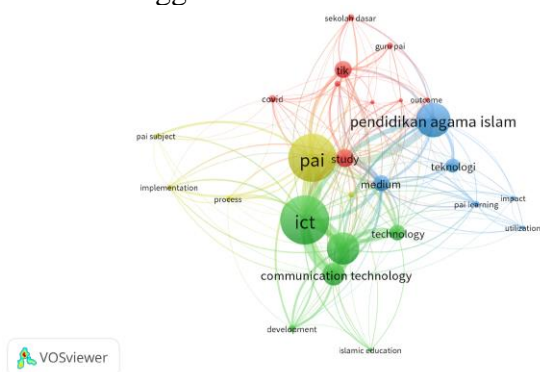 sekolah dasar
guru pai
tik
covid
outcome
pendidikan agama islam
pai subject
pai
study
teknologi
medium
implementation
process
pai learning
impact
ict
utilization
technology
communication technology
development
islamic education
VOSviewer